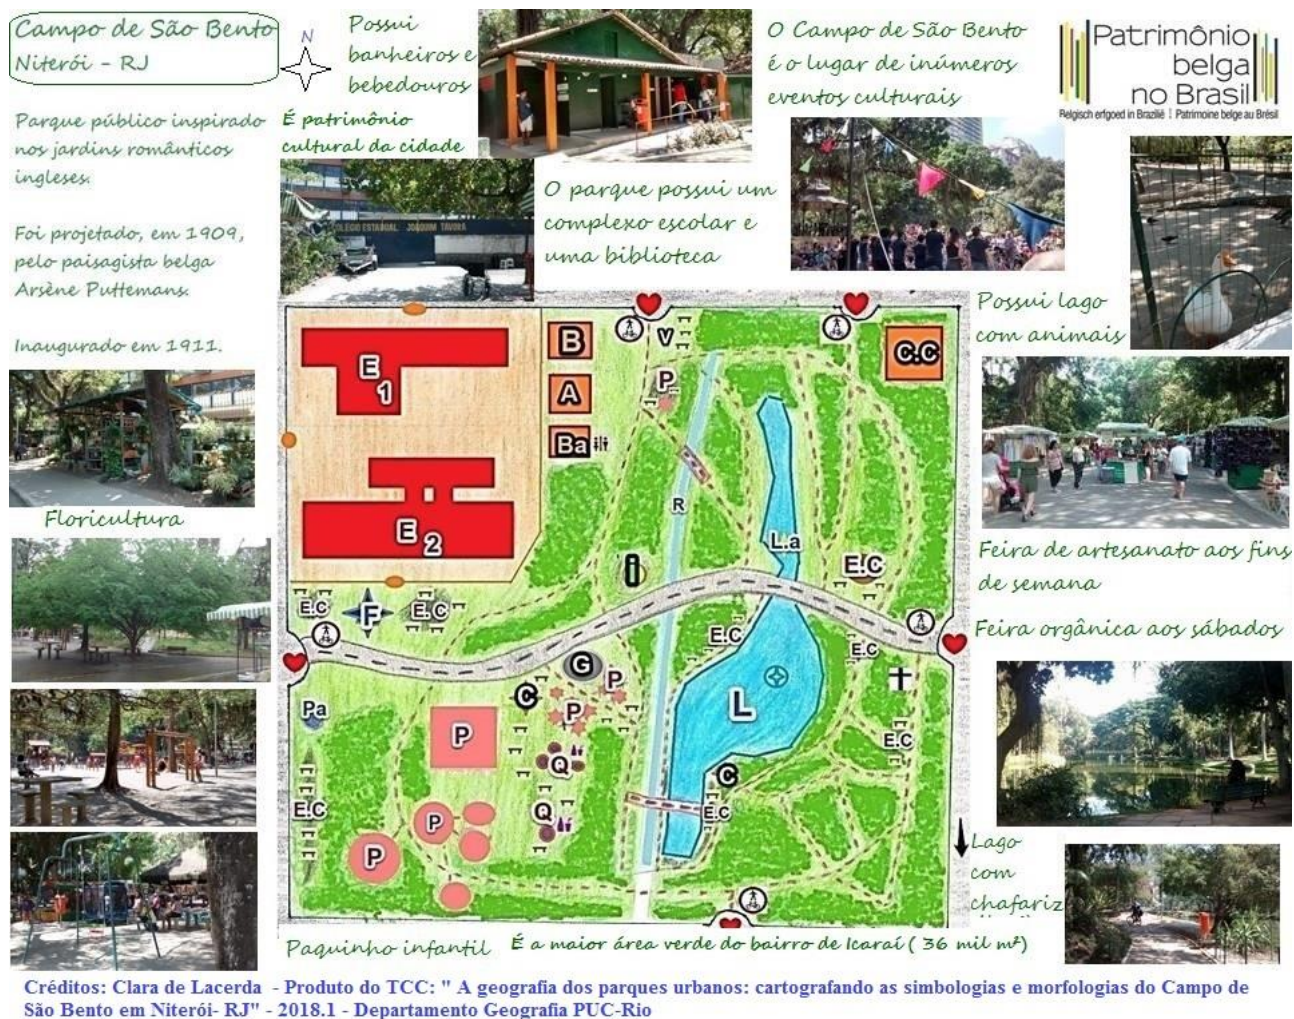 Campo de São Bento
Niterói - RJ
N
Possui
banheiros e
bebedouros
É patrimônio
cultural da cidade
O Campo de São Bento
é o lugar de inúmeros
eventos culturais
Patrimônio
belga
no Brasil
Belgisch erfgoed in Brazilië | Patrimoine belge au Brésil
Parque público inspirado
nos jardins românticos
ingleses.
Foi projetado, em 1909,
pelo paisagista belga
Arsène Puttemans.
Inaugurado em 1911.
COLEGIO ESTADUAL JOAQUIM TAVORA
O parque possui um
complexo escolar e
uma biblioteca
Possui lago
com animais
Floricultura
Feira de artesanato aos fins
de semana
Feira orgânica aos sábados
E 1
B
V
C.C
P
A
Ba
R
E 2
L.a
i
E.C
E.C
F
E.C
E.C
E.C
G
P
C
P
L
Pa
P
E.C
Q
C
E.C
Q
E.C
P
P
Lago
com
chafariz
Paquinho infantil
É a maior área verde do bairro de Icaraí ( 36 mil m²)
Créditos: Clara de Lacerda - Produto do TCC: " A geografia dos parques urbanos: cartografando as simbologias e morfologias do Campo de
São Bento em Niterói- RJ" - 2018.1 - Departamento Geografia PUC-Rio